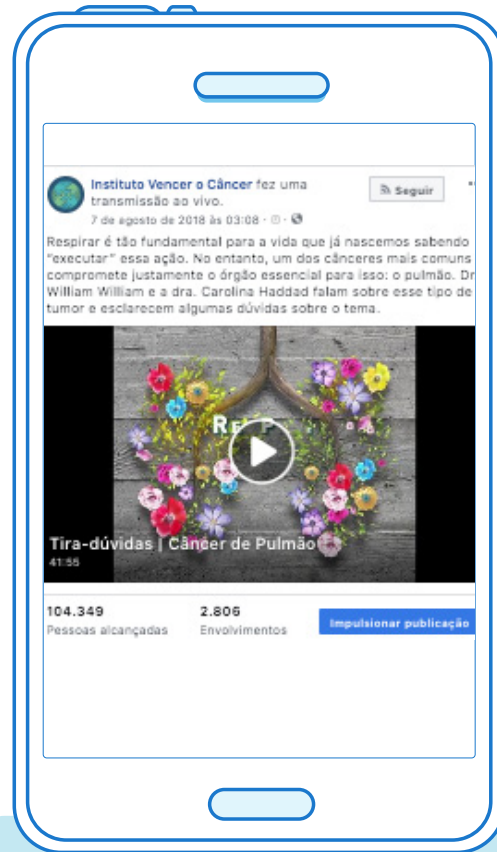 Instituto Vencer o Câncer fez uma
transmissão ao vivo.
Seguir
7 de agosto de 2018 às 03:08
Respirar é tão fundamental para a vida que já nascemos sabendo
"executar" essa ação. No entanto, um dos cânceres mais comuns
compromete justamente o órgão essencial para isso: o pulmão. Dr
William William e a dra. Carolina Haddad falam sobre esse tipo de
tumor e esclarecem algumas dúvidas sobre o tema.
Tira-dúvidas | Câncer de Pulmão
41:55
104.349
Pessoas alcançadas
2.806
Envolvimentos
Impulsionar publicação